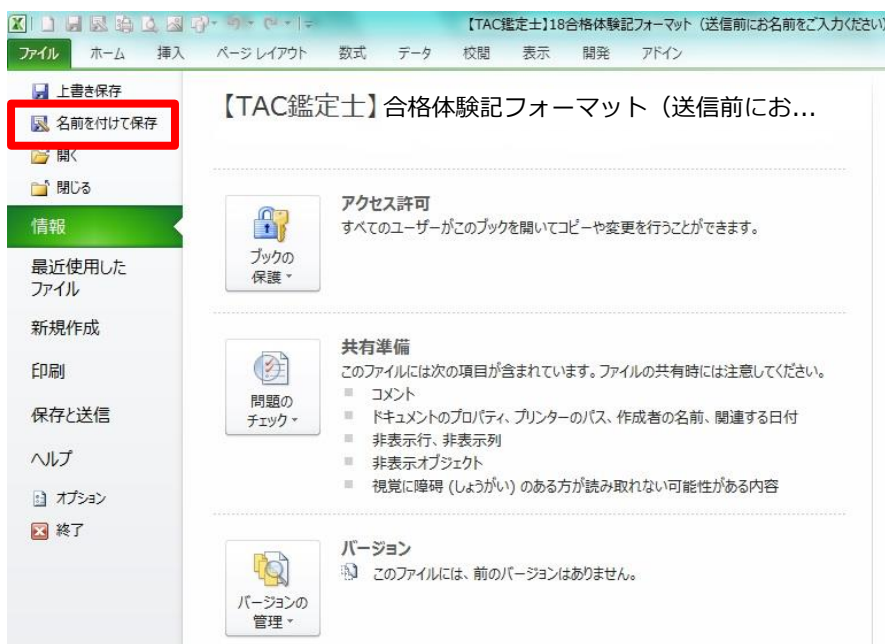 【TAC鑑定士】18合格体験記フォーマット（送信前にお名前をご入力ください）
ファイル ホーム 挿入 ページ レイアウト 数式 データ 校閲 表示 開発 アドイン
上書き保存
名前を付けて保存
開く
閉じる
情報
最近使用した
ファイル
新規作成
印刷
保存と送信
ヘルプ
オプション
終了
【TAC鑑定士】合格体験記フォーマット（送信前にお...
ブックの
保護
アクセス許可
すべてのユーザーがこのブックを開いてコピーや変更を行うことができます。
問題の
チェック
共有準備
このファイルには次の項目が含まれています。ファイルの共有時には注意してください。
コメント
ドキュメントのプロパティ、プリンターのパス、作成者の名前、関連する日付
非表示行、非表示列
非表示オブジェクト
視覚に障碍 (しょうがい) のある方が読み取れない可能性がある内容
バージョンの
管理
バージョン
このファイルには、前のバージョンはありません。